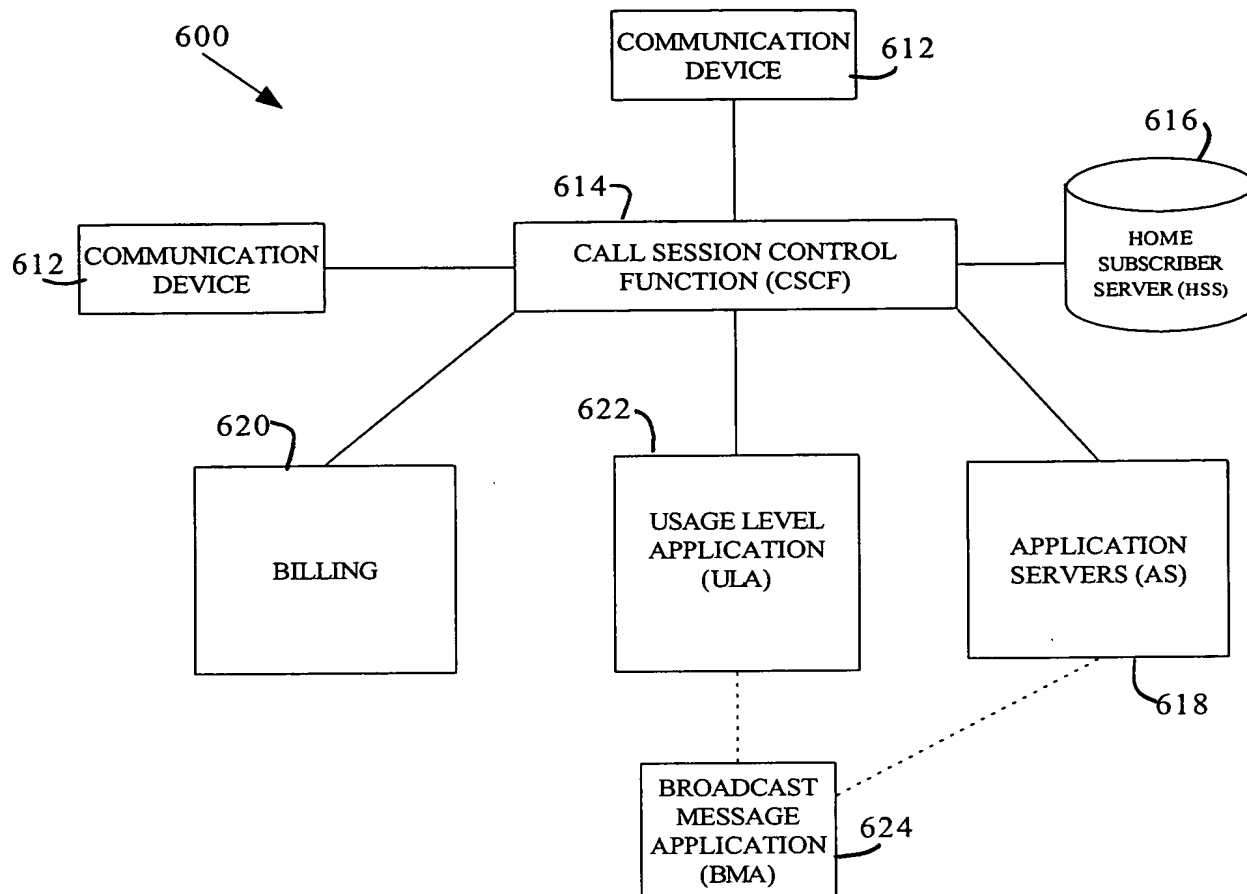 600
COMMUNICATION
DEVICE
612
616
614
COMMUNICATION
DEVICE
612
CALL SESSION CONTROL
FUNCTION (CSCF)
HOME
SUBSCRIBER
SERVER (HSS)
620
622
BILLING
USAGE LEVEL
APPLICATION
(ULA)
APPLICATION
SERVERS (AS)
618
BROADCAST
MESSAGE
APPLICATION
(BMA)
624